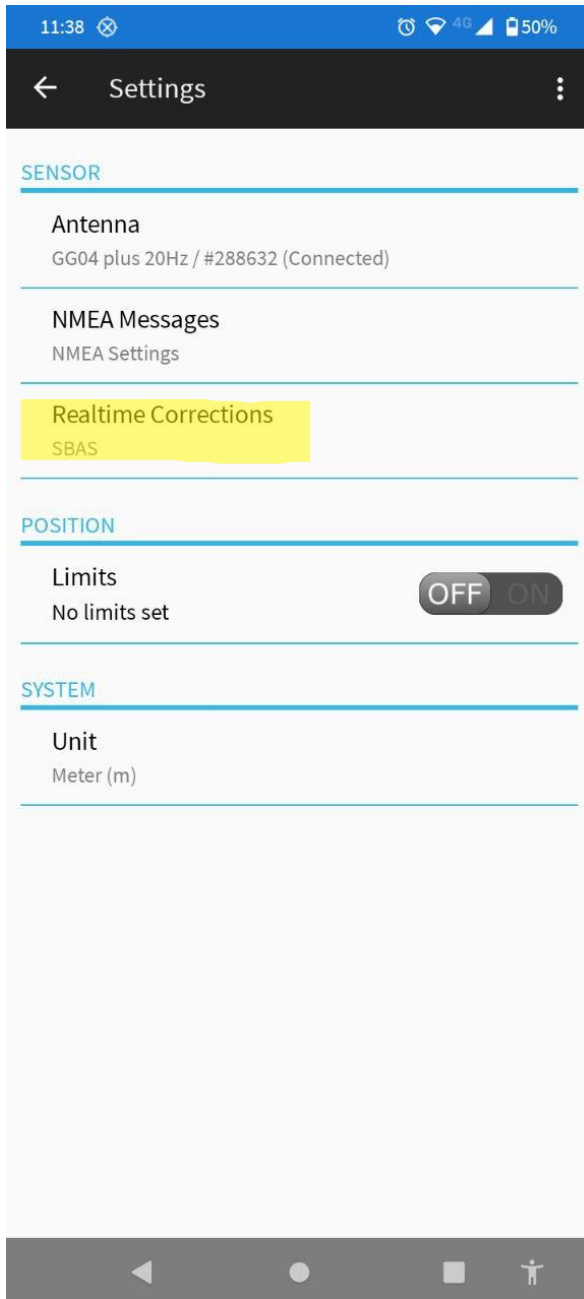 11:38 4G 50%
Settings
SENSOR
Antenna
GG04 plus 20Hz / #288632 (Connected)
NMEA Messages
NMEA Settings
Realtime Corrections
SBAS
POSITION
Limits
No limits set
OFF ON
SYSTEM
Unit
Meter (m)